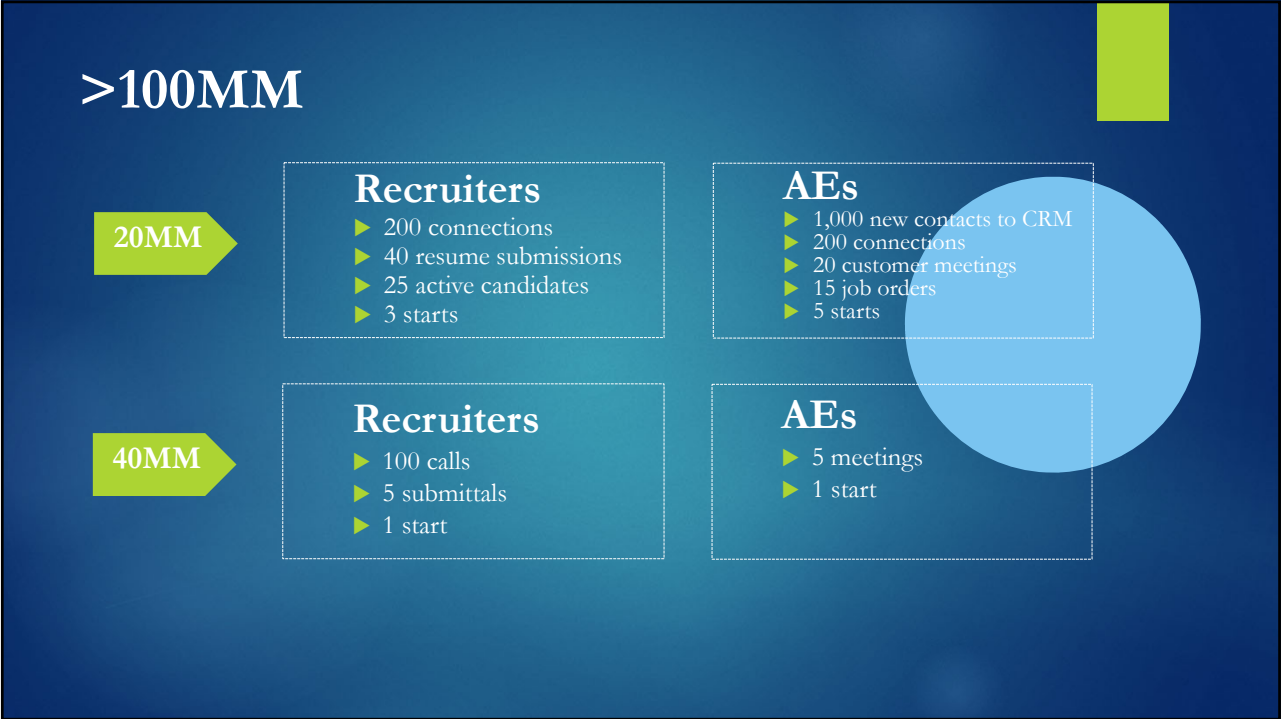 >100MM
20MM
Recruiters
200 connections
40 resume submissions
25 active candidates
3 starts
AEs
1,000 new contacts to CRM
200 connections
20 customer meetings
15 job orders
5 starts
40MM
Recruiters
100 calls
5 submittals
1 start
AEs
5 meetings
1 start